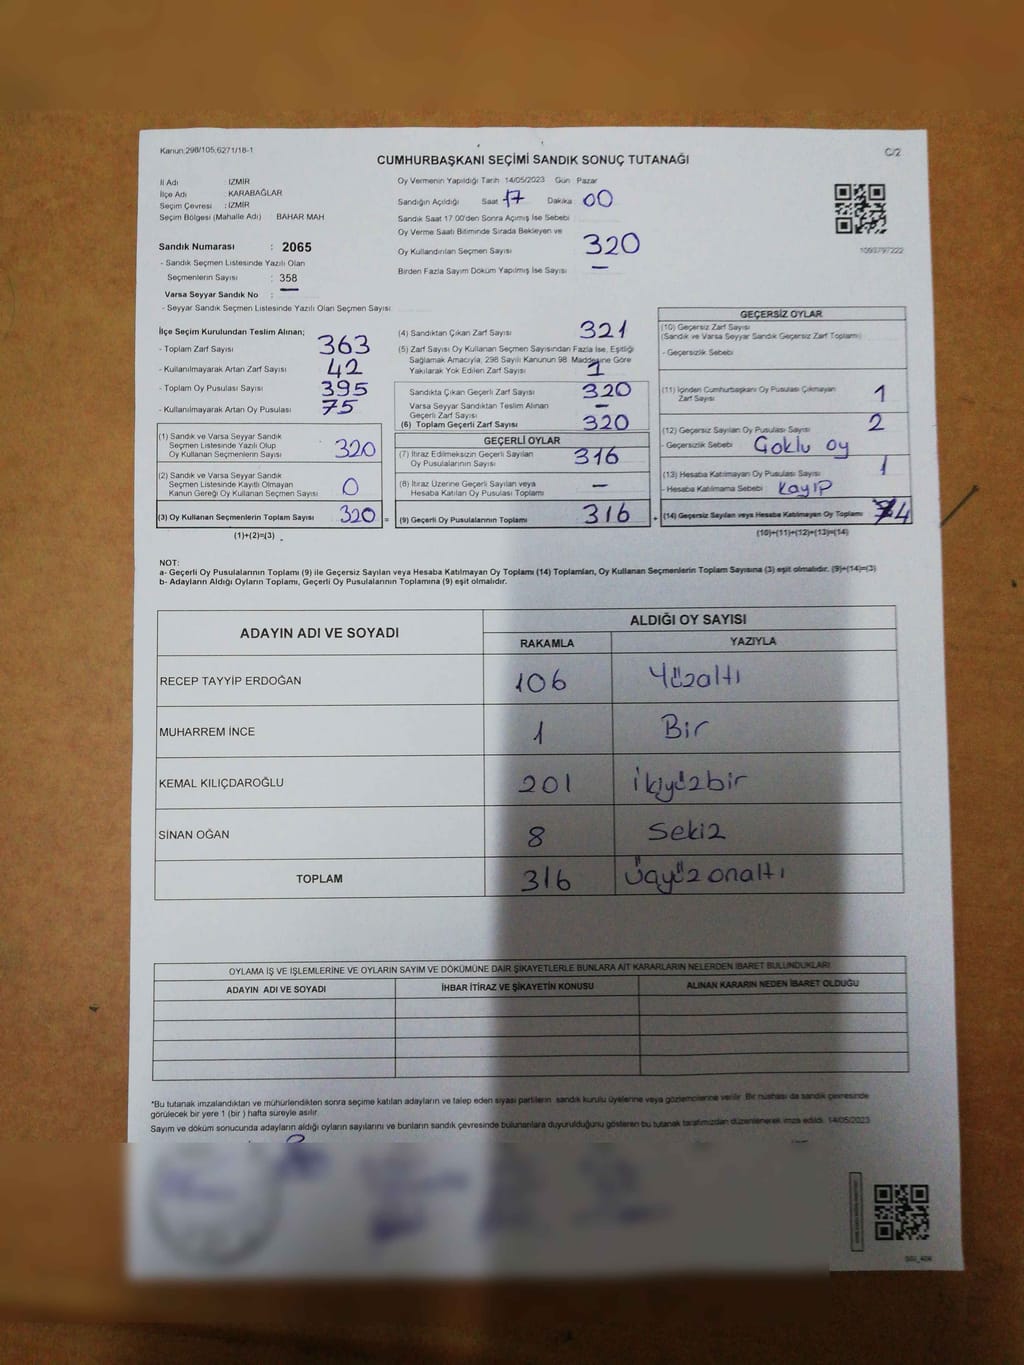 Kanun:298/105,6271/18-1
C/2
CUMHURBAŞKANI SEÇİMİ SANDIK SONUÇ TUTANAĞI
İl Adı : İZMİR
İlçe Adı : KARABAĞLAR
Seçim Çevresi : İZMİR
Seçim Bölgesi (Mahalle Adı) BAHAR MAH
Sandık Numarası : 2065
- Sandık Seçmen Listesinde Yazılı Olan
Seçmenlerin Sayısı : 358
Varsa Seyyar Sandık No : —
- Seyyar Sandık Seçmen Listesinde Yazılı Olan Seçmen Sayısı
Oy Vermenin Yapıldığı Tarih 14/05/2023 Gün Pazar
Sandığın Açıldığı Saat 17 Dakika 00
Sandık Saat 17.00'den Sonra Açımış İse Sebebi
Oy Verme Saati Bitiminde Sırada Bekleyen ve
Oy Kullandırılan Seçmen Sayısı 320
Birden Fazla Sayım Döküm Yapılmış İse Sayısı —
1093797222
İlçe Seçim Kurulundan Teslim Alınan;
- Toplam Zarf Sayısı 363
- Kullanılmayarak Artan Zarf Sayısı 42
- Toplam Oy Pusulası Sayısı 395
- Kullanılmayarak Artan Oy Pusulası 75
(1) Sandık ve Varsa Seyyar Sandık
Seçmen Listesinde Yazılı Olup
Oy Kullanan Seçmenlerin Sayısı 320
(2) Sandık ve Varsa Seyyar Sandık
Seçmen Listesinde Kayıtlı Olmayan
Kanun Gereği Oy Kullanan Seçmen Sayısı 0
(3) Oy Kullanan Seçmenlerin Toplam Sayısı 320 =
(1)+(2)=(3)
(4) Sandıktan Çıkan Zarf Sayısı 321
(5) Zarf Sayısı Oy Kullanan Seçmen Sayısından Fazla İse, Eşitliği
Sağlamak Amacıyla, 298 Sayılı Kanunun 98. Maddesine Göre
Yakılarak Yok Edilen Zarf Sayısı 1
Sandıkta Çıkan Geçerli Zarf Sayısı 320
Varsa Seyyar Sandıktan Teslim Alınan
Geçerli Zarf Sayısı —
(6) Toplam Geçerli Zarf Sayısı 320
GEÇERLİ OYLAR
(7) İtiraz Edilmeksizin Geçerli Sayılan
Oy Pusulalarının Sayısı 316
(8) İtiraz Üzerine Geçerli Sayılan veya
Hesaba Katılan Oy Pusulası Toplamı —
(9) Geçerli Oy Pusulalarının Toplamı 316 +
GEÇERSİZ OYLAR
(10) Geçersiz Zarf Sayısı
(Sandık ve Varsa Seyyar Sandık Geçersiz Zarf Toplamı)
- Geçersizlik Sebebi
(11) İçinden Cumhurbaşkanı Oy Pusulası Çıkmayan
Zarf Sayısı 1
(12) Geçersiz Sayılan Oy Pusulası Sayısı 2
- Geçersizlik Sebebi Çoklu oy
(13) Hesaba Katılmayan Oy Pusulası Sayısı 1
- Hesaba Katılmama Sebebi Kayıp
(14) Geçersiz Sayılan veya Hesaba Katılmayan Oy Toplamı 4
(10)+(11)+(12)+(13)=(14)
NOT:
a- Geçerli Oy Pusulalarının Toplamı (9) ile Geçersiz Sayılan veya Hesaba Katılmayan Oy Toplamı (14) Toplamları, Oy Kullanan Seçmenlerin Toplam Sayısına (3) eşit olmalıdır. (9)+(14)=(3)
b- Adayların Aldığı Oyların Toplamı, Geçerli Oy Pusulalarının Toplamına (9) eşit olmalıdır.
ADAYIN ADI VE SOYADI
ALDIĞI OY SAYISI
RAKAMLA YAZIYLA
RECEP TAYYİP ERDOĞAN 106 Yüzaltı
MUHARREM İNCE 1 Bir
KEMAL KILIÇDAROĞLU 201 ikiyüzbir
SİNAN OĞAN 8 Sekiz
TOPLAM 316 üçyüz onaltı
OYLAMA İŞ VE İŞLEMLERİNE VE OYLARIN SAYIM VE DÖKÜMÜNE DAİR ŞİKAYETLERLE BUNLARA AİT KARARLARIN NELERDEN İBARET BULUNDUKLARI
ADAYIN ADI VE SOYADI İHBAR İTİRAZ VE ŞİKAYETİN KONUSU ALINAN KARARIN NEDEN İBARET OLDUĞU
*Bu tutanak imzalandıktan ve mühürlendikten sonra seçime katılan adayların ve talep eden siyasi partilerin sandık kurulu üyelerine veya gözlemcilerine verilir. Bir nüshası da sandık çevresinde
görülecek bir yere 1 (bir) hafta süreyle asılır.
Sayım ve döküm sonucunda adayların aldığı oyların sayılarını ve bunların sandık çevresinde bulunanlara duyurulduğunu gösteren bu tutanak tarafımızdan düzenlenerek imza edildi. 14/05/2023